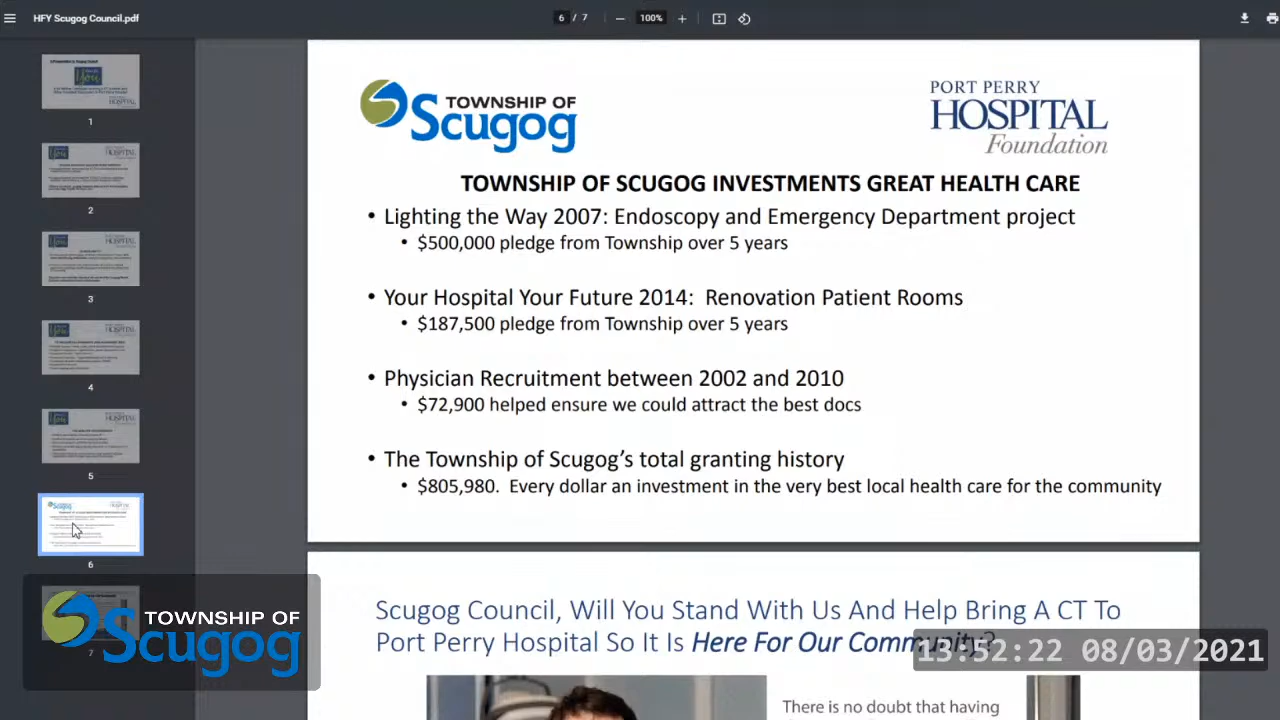 HFY Scugog Council.pdf
6 / 7
100%
TOWNSHIP OF
Scugog
PORT PERRY
HOSPITAL
Foundation
TOWNSHIP OF SCUGOG INVESTMENTS GREAT HEALTH CARE
• Lighting the Way 2007: Endoscopy and Emergency Department project
• $500,000 pledge from Township over 5 years
• Your Hospital Your Future 2014: Renovation Patient Rooms
• $187,500 pledge from Township over 5 years
• Physician Recruitment between 2002 and 2010
• $72,900 helped ensure we could attract the best docs
• The Township of Scugog's total granting history
• $805,980. Every dollar an investment in the very best local health care for the community
Scugog Council, Will You Stand With Us And Help Bring A CT To
Port Perry Hospital So It Is Here For Our Community?
There is no doubt that having
1
2
3
4
5
6
7
TOWNSHIP OF
Scugog
13:52:22 08/03/2021